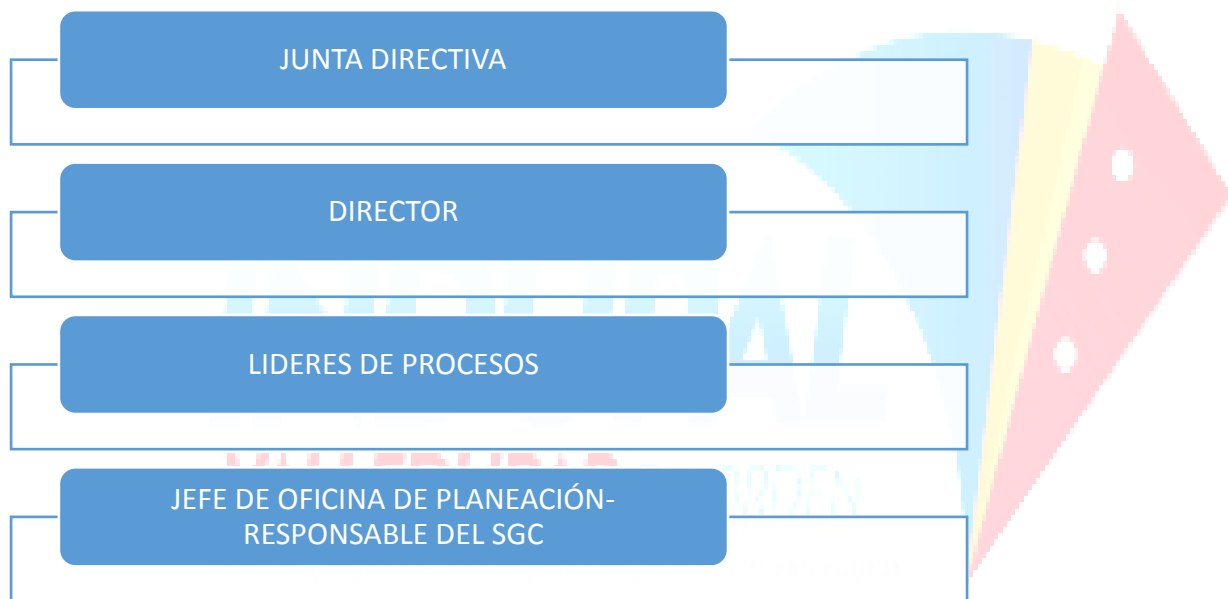 JUNTA DIRECTIVA
DIRECTOR
LIDERES DE PROCESOS
JEFE DE OFICINA DE PLANEACIÓN-
RESPONSABLE DEL SGC